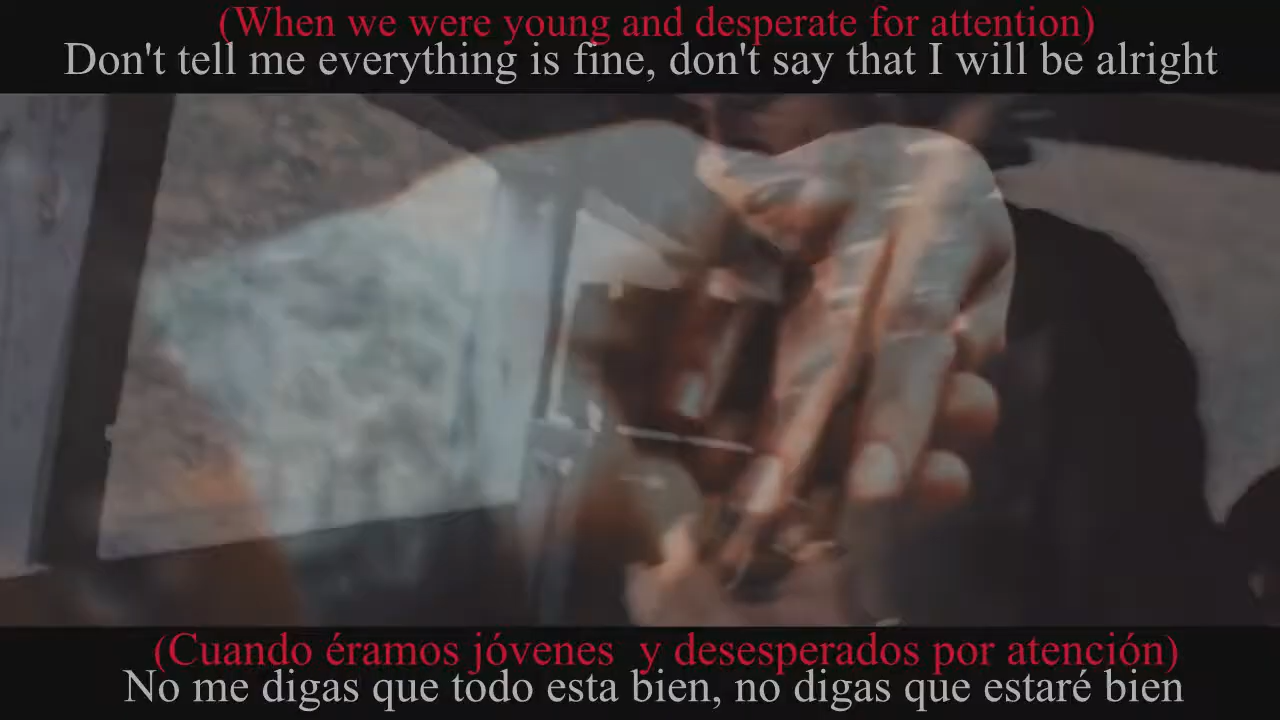 (When we were young and desperate for attention)
Don't tell me everything is fine, don't say that I will be alright
(Cuando éramos jóvenes y desesperados por atención)
No me digas que todo esta bien, no digas que estaré bien